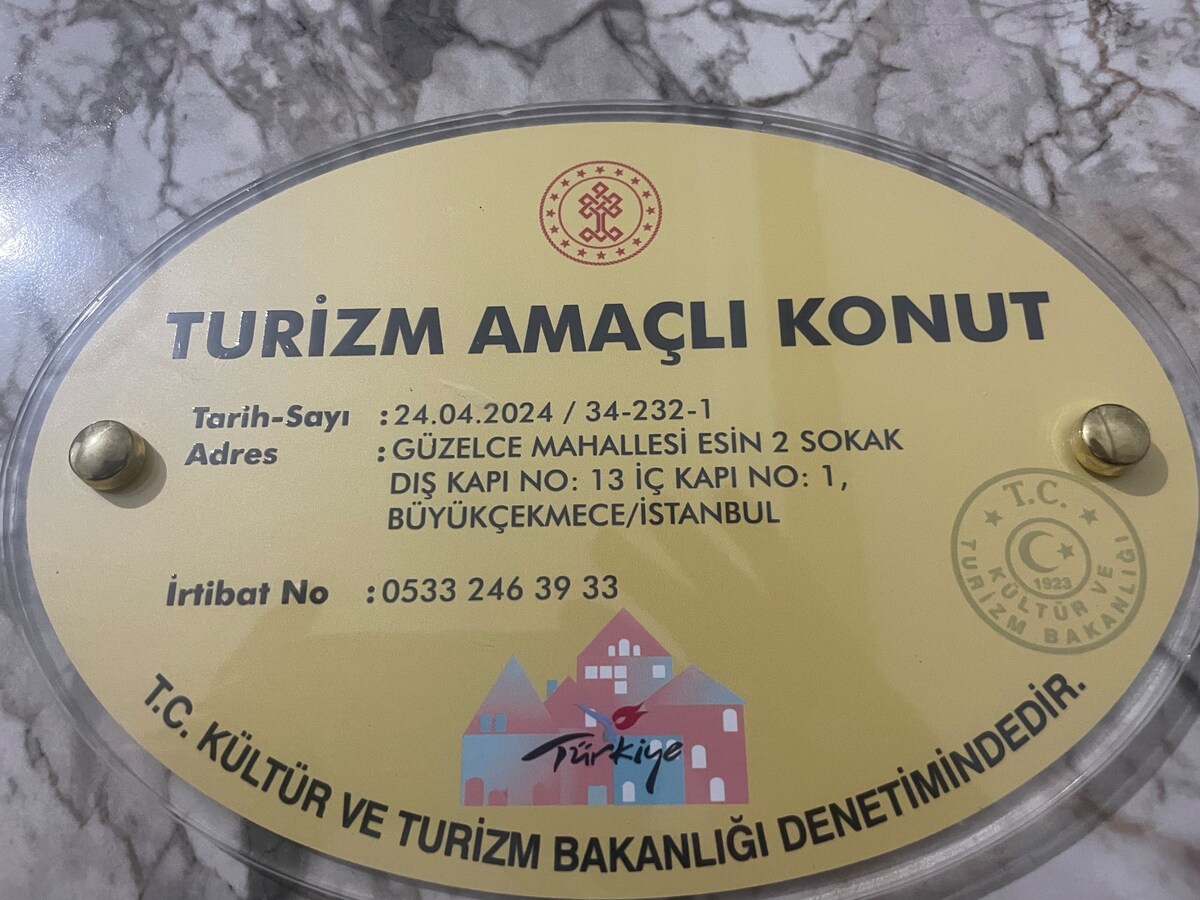 TURİZM AMAÇLI KONUT
Tarih-Sayı : 24.04.2024 / 34-232-1
Adres : GÜZELCE MAHALLESİ ESİN 2 SOKAK
DIŞ KAPI NO: 13 İÇ KAPI NO: 1,
BÜYÜKÇEKMECE/İSTANBUL
İrtibat No : 0533 246 39 33
T.C.
1923
KÜLTÜR VE
TURİZM BAKANLIĞI
Türkiye
T.C. KÜLTÜR VE TURİZM BAKANLIĞI DENETİMİNDEDİR.